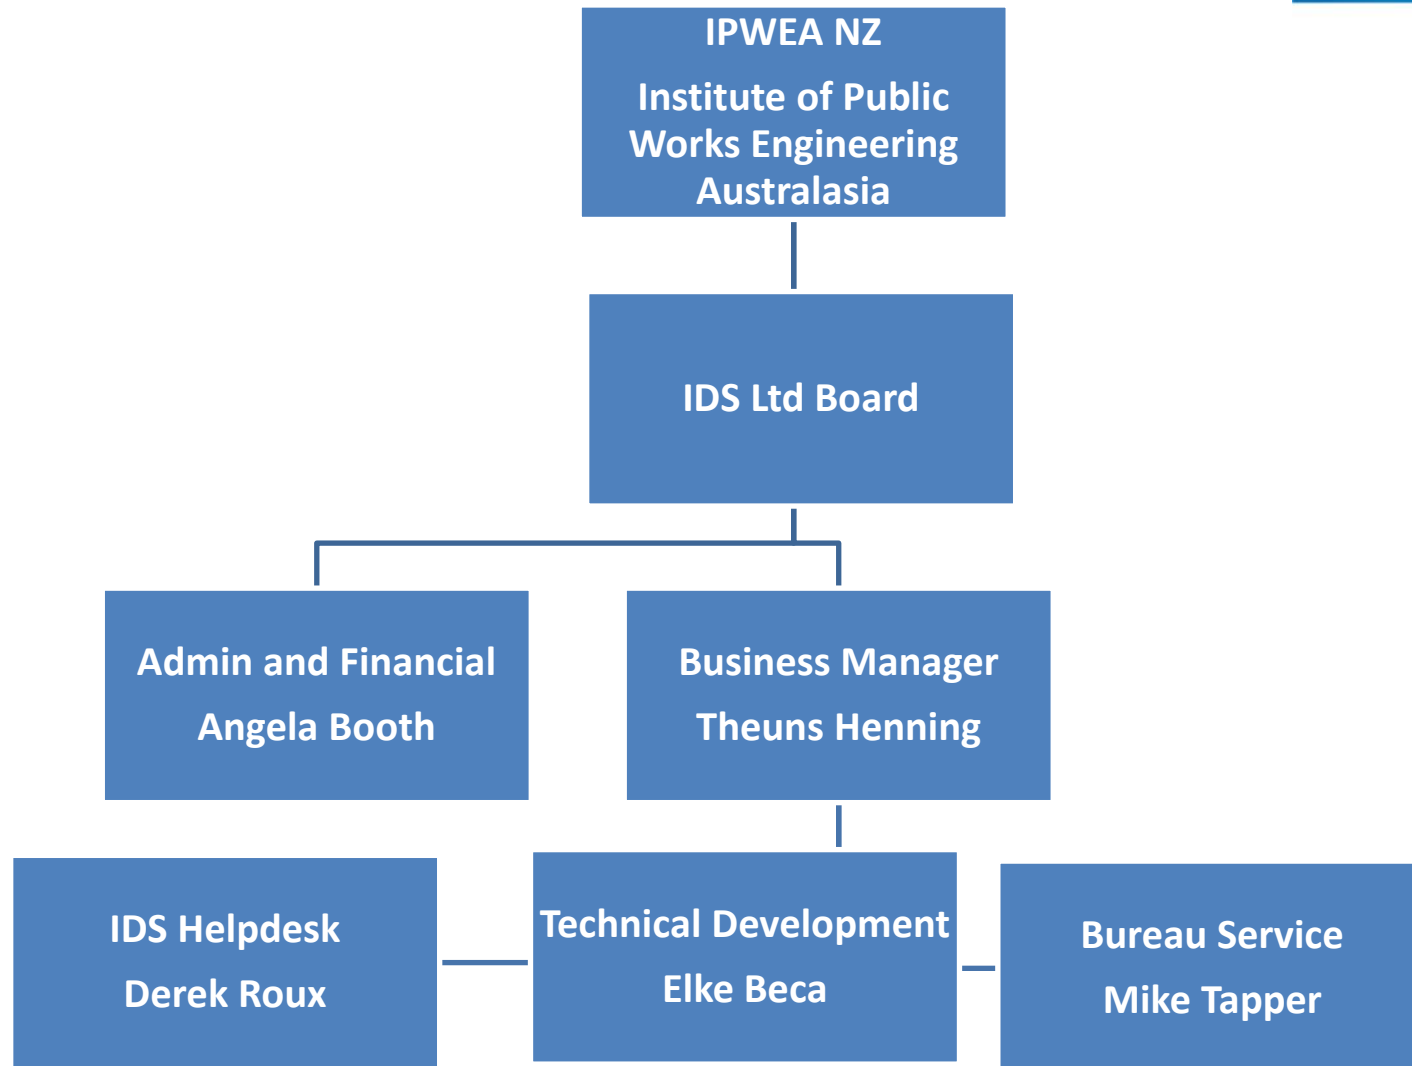 IPWEA NZ
Institute of Public
Works Engineering
Australasia
IDS Ltd Board
Admin and Financial
Angela Booth
Business Manager
Theuns Henning
IDS Helpdesk
Derek Roux
Technical Development
Elke Beca
Bureau Service
Mike Tapper